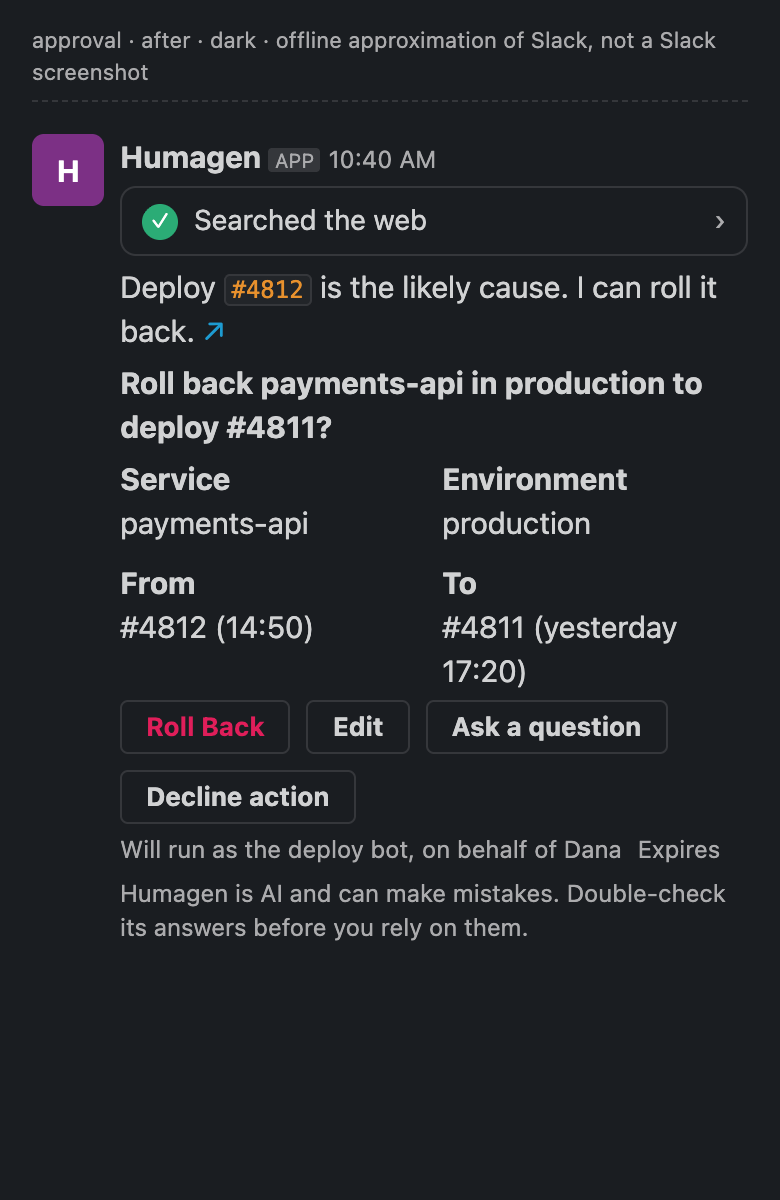 approval · after · dark · offline approximation of Slack, not a Slack
screenshot
H
Humagen APP 10:40 AM
Searched the web ›
Deploy #4812 is the likely cause. I can roll it
back. ↗
Roll back payments-api in production to
deploy #4811?
Service Environment
payments-api production
From To
#4812 (14:50) #4811 (yesterday
17:20)
Roll Back Edit Ask a question
Decline action
Will run as the deploy bot, on behalf of Dana Expires
Humagen is AI and can make mistakes. Double-check
its answers before you rely on them.